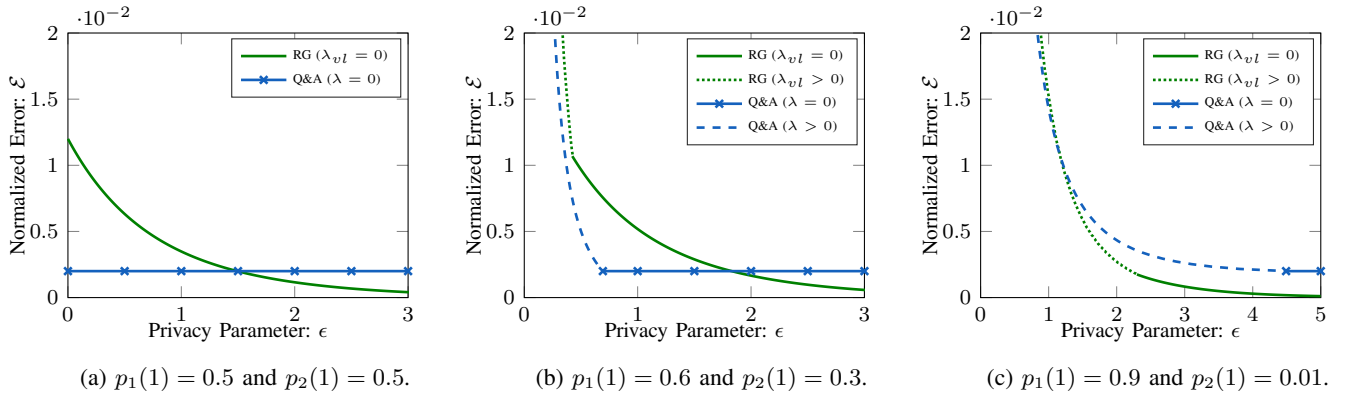 ·10⁻²
2
1.5
1
0.5
0
0 1 2 3
Normalized Error: ℰ
Privacy Parameter: ϵ
RG (λ_{vl} = 0)
Q&A (λ = 0)
(a) p₁(1) = 0.5 and p₂(1) = 0.5.
·10⁻²
2
1.5
1
0.5
0
0 1 2 3
Normalized Error: ℰ
Privacy Parameter: ϵ
RG (λ_{vl} = 0)
RG (λ_{vl} > 0)
Q&A (λ = 0)
Q&A (λ > 0)
(b) p₁(1) = 0.6 and p₂(1) = 0.3.
·10⁻²
2
1.5
1
0.5
0
0 1 2 3 4 5
Normalized Error: ℰ
Privacy Parameter: ϵ
RG (λ_{vl} = 0)
RG (λ_{vl} > 0)
Q&A (λ = 0)
Q&A (λ > 0)
(c) p₁(1) = 0.9 and p₂(1) = 0.01.